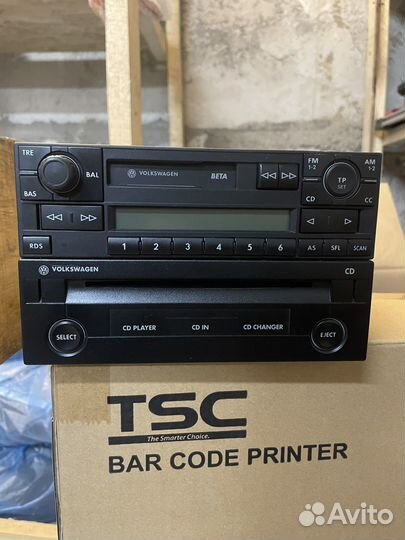 TRE
BAL
BAS
VOLKSWAGEN BETA
FM 1-2
AM 1-2
TP SET
CD
CC
RDS
1 2 3 4 5 6
AS SFL SCAN
VOLKSWAGEN
CD
SELECT
CD PLAYER CD IN CD CHANGER
EJECT
TSC
The Smarter Choice.
BAR CODE PRINTER
Avito